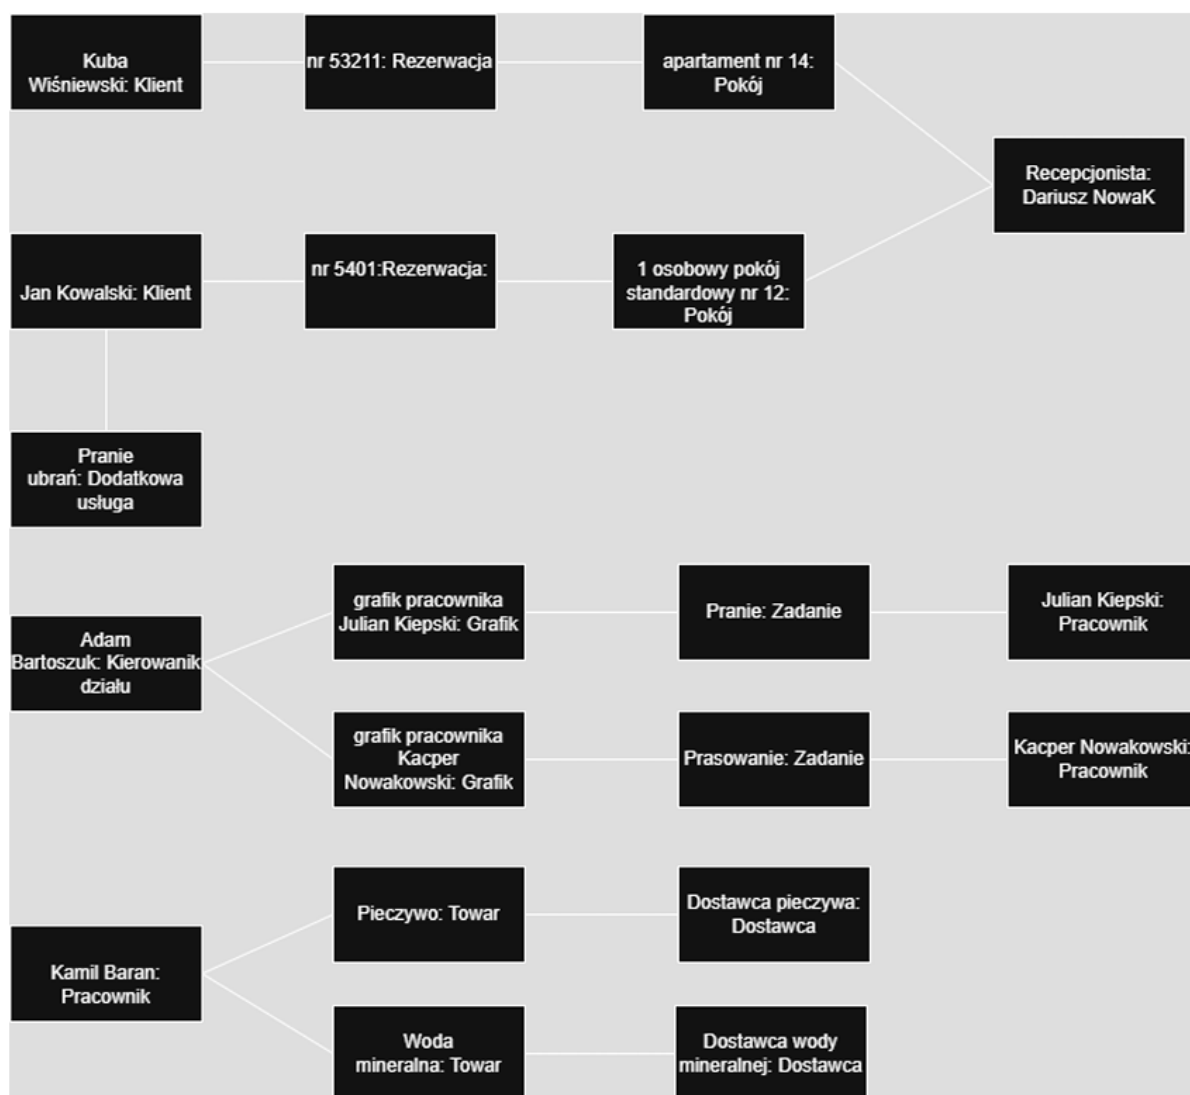 Kuba
Wiśniewski: Klient
nr 53211: Rezerwacja
apartament nr 14:
Pokój
Recepcjonista:
Dariusz NowaK
Jan Kowalski: Klient
nr 5401:Rezerwacja:
1 osobowy pokój
standardowy nr 12:
Pokój
Pranie
ubrań: Dodatkowa
usługa
Adam
Bartoszuk: Kierowanik
działu
grafik pracownika
Julian Kiepski: Grafik
Pranie: Zadanie
Julian Kiepski:
Pracownik
grafik pracownika
Kacper
Nowakowski: Grafik
Prasowanie: Zadanie
Kacper Nowakowski:
Pracownik
Kamil Baran:
Pracownik
Pieczywo: Towar
Dostawca pieczywa:
Dostawca
Woda
mineralna: Towar
Dostawca wody
mineralnej: Dostawca